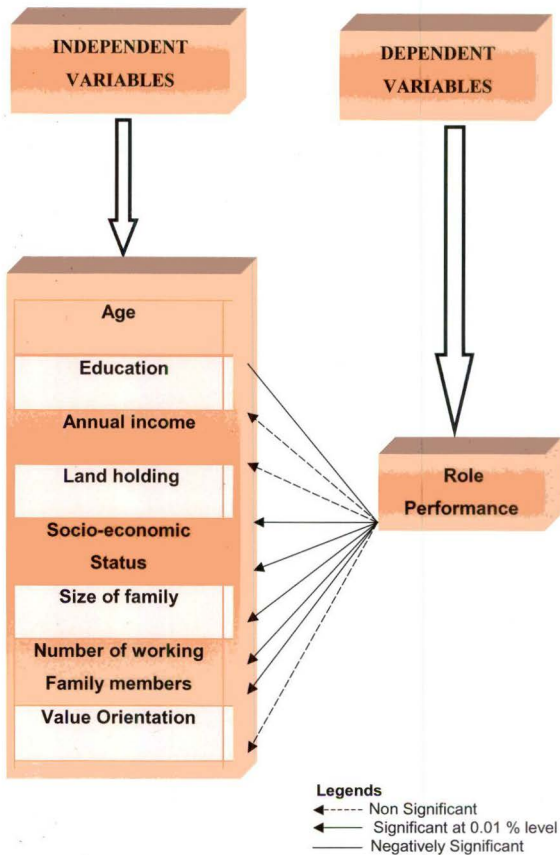 INDEPENDENT
VARIABLES
DEPENDENT
VARIABLES
Age
Education
Annual income
Land holding
Socio-economic
Status
Size of family
Number of working
Family members
Value Orientation
Role
Performance
Legends
Non Significant
Significant at 0.01 % level
Negatively Significant